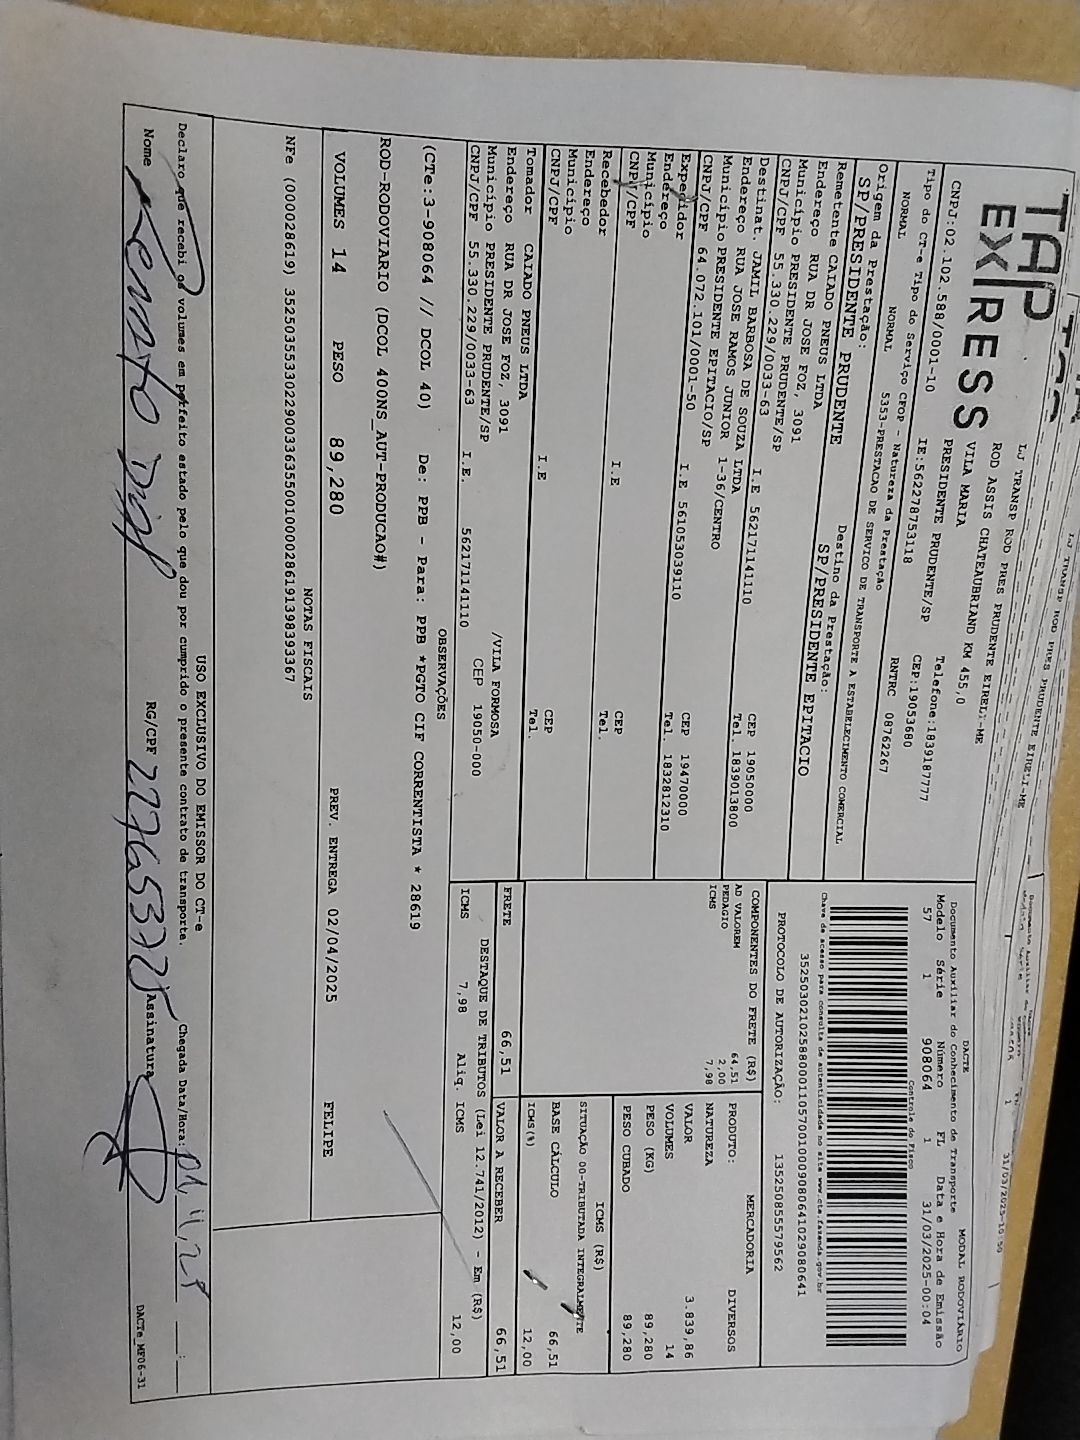 TAP
EXPRESS
LJ TRANSP ROD PRES PRUDENTE EIRELI-ME
ROD ASSIS CHATEAUBRIAND KM 455,0
VILA MARIA
PRESIDENTE PRUDENTE/SP
CNPJ:02.102.588/0001-10
IE:562278753118
Telefone:1839187777
CEP:19053680
DACTE MODAL RODOVIÁRIO
Documento Auxiliar do Conhecimento de Transporte
Modelo Série Número FL Data e Hora de Emissão
57 1 908064 1 31/03/2025-00:04
Controle do Fisco
Chave de acesso para consulta de autenticidade no site www.cte.fazenda.gov.br
PROTOCOLO DE AUTORIZAÇÃO: 135250855579562
Tipo do CT-e Tipo do Serviço CFOP - Natureza da Prestação RNTRC 08762267
NORMAL NORMAL 5353-PRESTACAO DE SERVICO DE TRANSPORTE A ESTABELECIMENTO COMERCIAL
Origem da Prestação: Destino da Prestação:
SP/PRESIDENTE PRUDENTE SP/PRESIDENTE EPITACIO
Remetente CAIADO PNEUS LTDA
Endereço RUA DR JOSE FOZ, 3091
Município PRESIDENTE PRUDENTE/SP CEP 19050000
CNPJ/CPF 55.330.229/0033-63 I.E 562171141110 Tel. 1839013800
Destinat. JAMIL BARBOSA DE SOUZA LTDA
Endereço RUA JOSE RAMOS JUNIOR 1-36/CENTRO
Município PRESIDENTE EPITACIO/SP CEP 19470000
CNPJ/CPF 64.072.101/0001-50 I.E 561053039110 Tel. 1832812310
Expedidor
Endereço
Município CEP
CNPJ/CPF I.E Tel.
Recebedor
Endereço
Município CEP
CNPJ/CPF I.E Tel.
Tomador CAIADO PNEUS LTDA
Endereço RUA DR JOSE FOZ, 3091 /VILA FORMOSA
Município PRESIDENTE PRUDENTE/SP CEP 19050-000
CNPJ/CPF 55.330.229/0033-63 I.E. 562171141110
COMPONENTES DO FRETE (R$)
AD VALOREM 64,51
PEDAGIO 2,00
ICMS 7,98
MERCADORIA
PRODUTO: DIVERSOS
NATUREZA
VALOR 3.839,86
VOLUMES 14
PESO (KG) 89,280
PESO CUBADO 89,280
ICMS (R$)
SITUAÇÃO 00-TRIBUTADA INTEGRALMENTE
BASE CÁLCULO 66,51
ICMS(%) 12,00
FRETE 66,51 VALOR A RECEBER 66,51
DESTAQUE DE TRIBUTOS (Lei 12.741/2012) - Em (R$)
ICMS 7,98 Aliq. ICMS 12,00
OBSERVAÇÕES
(CTe::3-908064 // DCOL 40) De: PPB - Para: PPB *PGTO CIF CORRENTISTA * 28619
ROD-RODOVIARIO (DCOL 400NS_AUT-PRODUCAO#)
VOLUMES 14 PESO 89,280 PREV. ENTREGA 02/04/2025 FELIPE
NOTAS FISCAIS
NFe (000028619) 35250355330229003363550010000286191398393367
USO EXCLUSIVO DO EMISSOR DO CT-e
Declaro que recebi os volumes em perfeito estado pelo que dou por cumprido o presente contrato de transporte. Chegada Data/Hora:
Nome RG/CPF Assinatura
DACTe_MF06-31